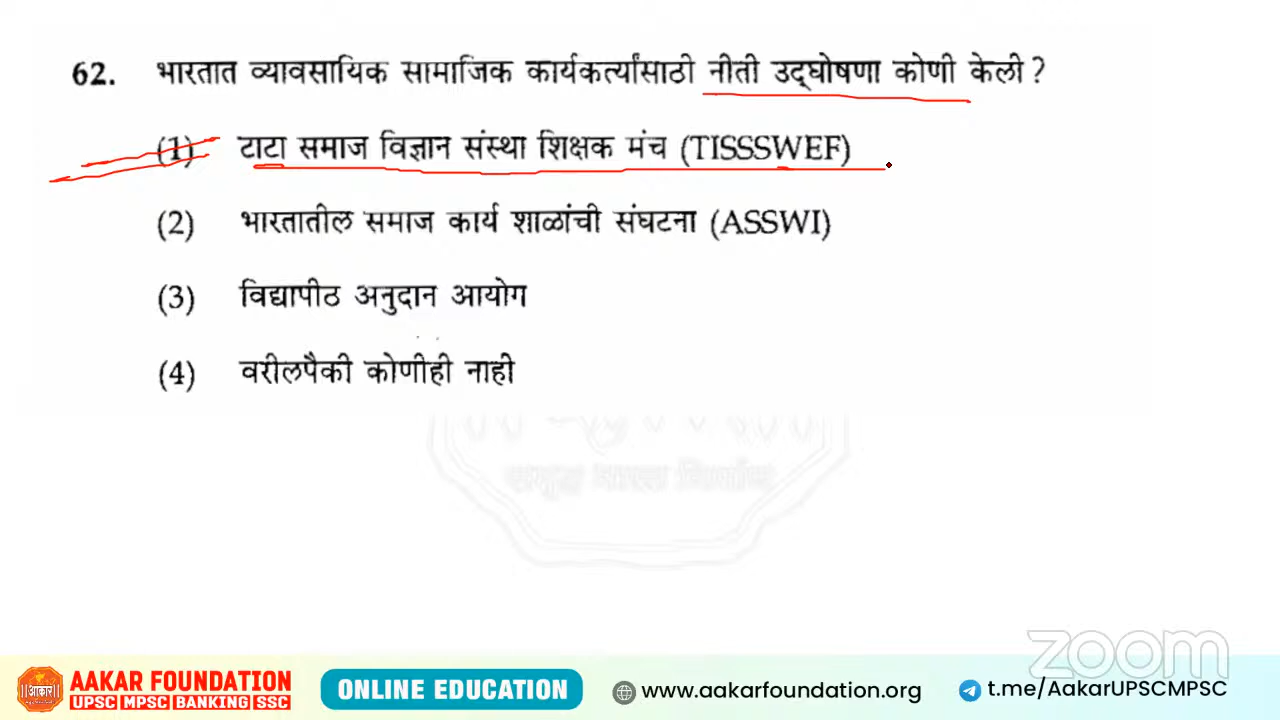 62. भारतात व्यावसायिक सामाजिक कार्यकर्त्यांसाठी नीती उद्घोषणा कोणी केली ?
(1) टाटा समाज विज्ञान संस्था शिक्षक मंच (TISSSWEF)
(2) भारतातील समाज कार्य शाळांची संघटना (ASSWI)
(3) विद्यापीठ अनुदान आयोग
(4) वरीलपैकी कोणीही नाही
zoom
आकार
AAKAR FOUNDATION
UPSC MPSC BANKING SSC
ONLINE EDUCATION
www.aakarfoundation.org
t.me/AakarUPSCMPSC